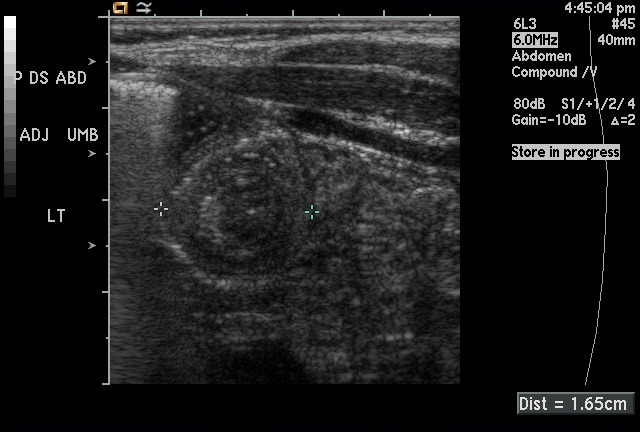 4:45:04 pm
6L3 #45
6.0MHz 40mm
Abdomen
Compound /V
80dB S1/+1/2/4
Gain=-10dB Δ=2
Store in progress
P DS ABD
ADJ UMB
LT
Dist = 1.65cm